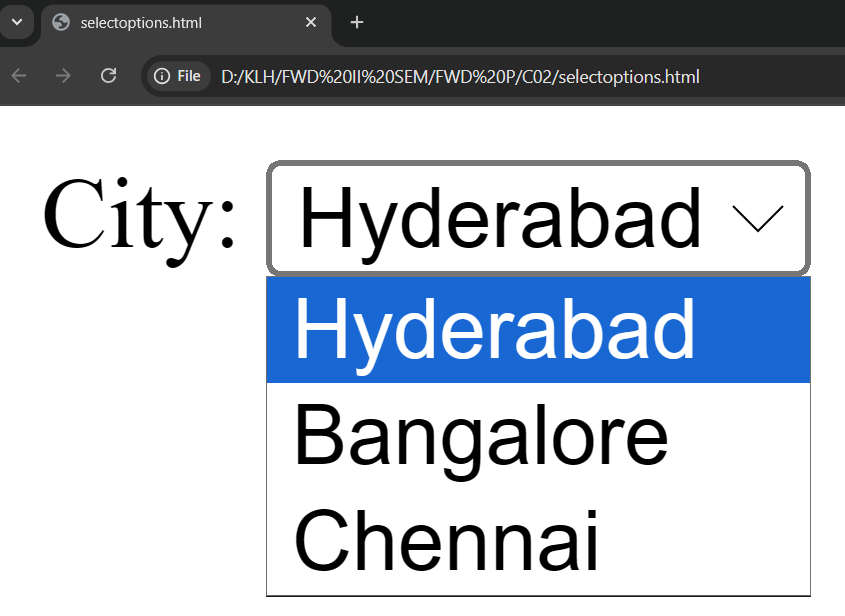 selectoptions.html
File D:/KLH/FWD%20II%20SEM/FWD%20P/C02/selectoptions.html
City: Hyderabad
Hyderabad
Bangalore
Chennai